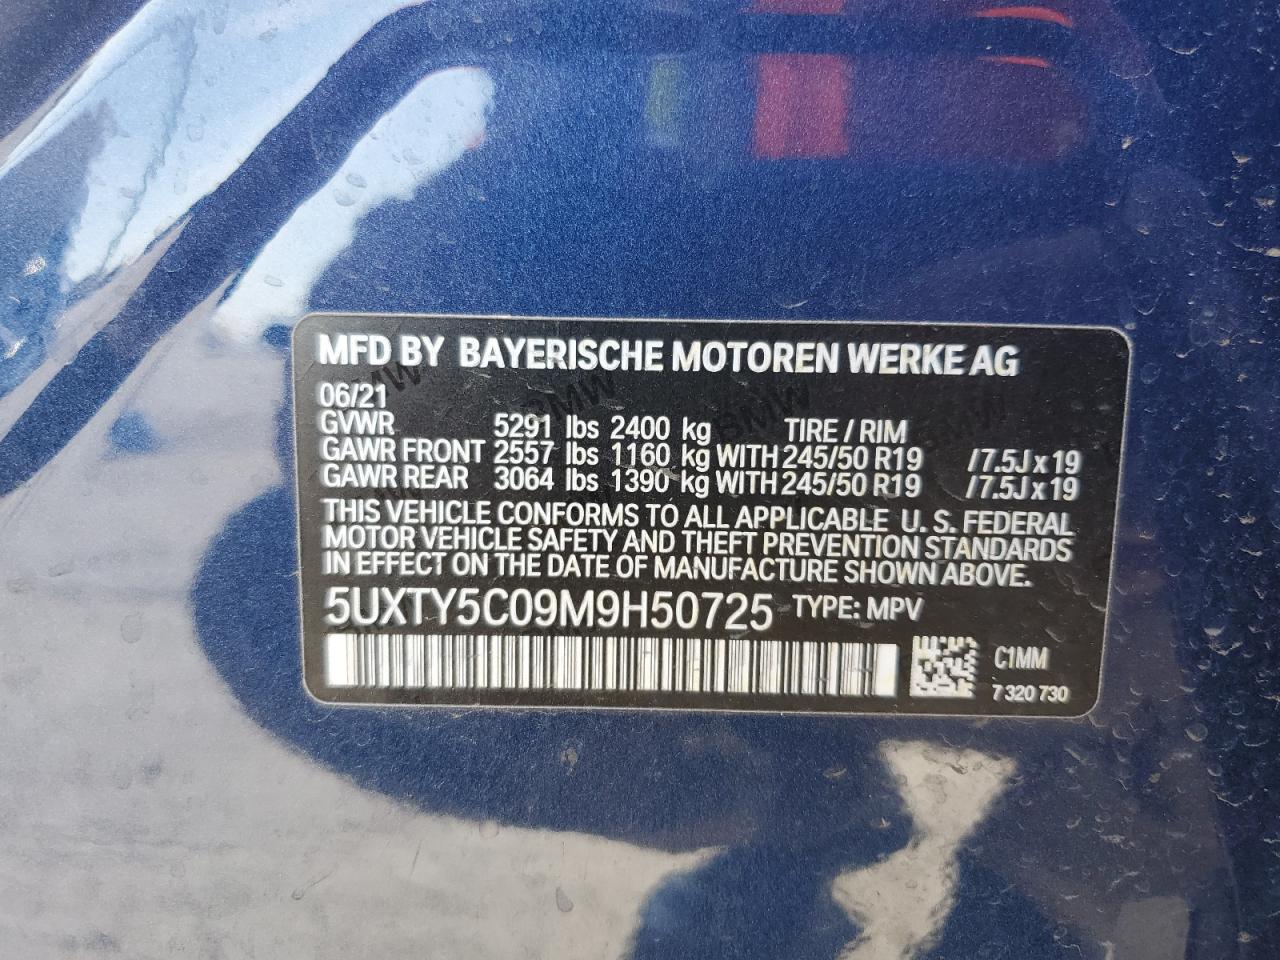 MFD BY BAYERISCHE MOTOREN WERKE AG
06/21
GVWR 5291 lbs 2400 kg TIRE / RIM
GAWR FRONT 2557 lbs 1160 kg WITH 245/50 R19 /7.5J x 19
GAWR REAR 3064 lbs 1390 kg WITH 245/50 R19 /7.5J x 19
THIS VEHICLE CONFORMS TO ALL APPLICABLE U. S. FEDERAL
MOTOR VEHICLE SAFETY AND THEFT PREVENTION STANDARDS
IN EFFECT ON THE DATE OF MANUFACTURE SHOWN ABOVE.
5UXTY5C09M9H50725 TYPE: MPV
C1MM
7 320 730